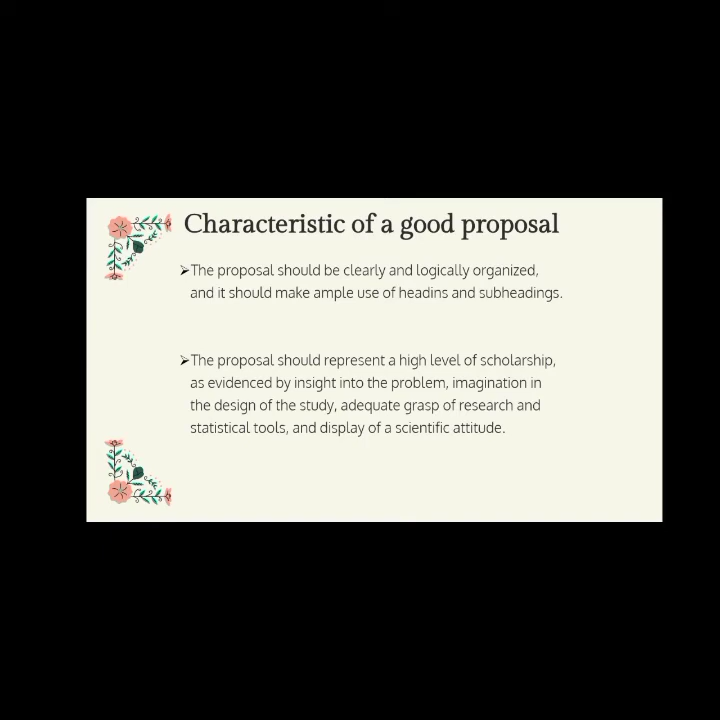 Characteristic of a good proposal
➢The proposal should be clearly and logically organized,
and it should make ample use of headins and subheadings.
➢The proposal should represent a high level of scholarship,
as evidenced by insight into the problem, imagination in
the design of the study, adequate grasp of research and
statistical tools, and display of a scientific attitude.